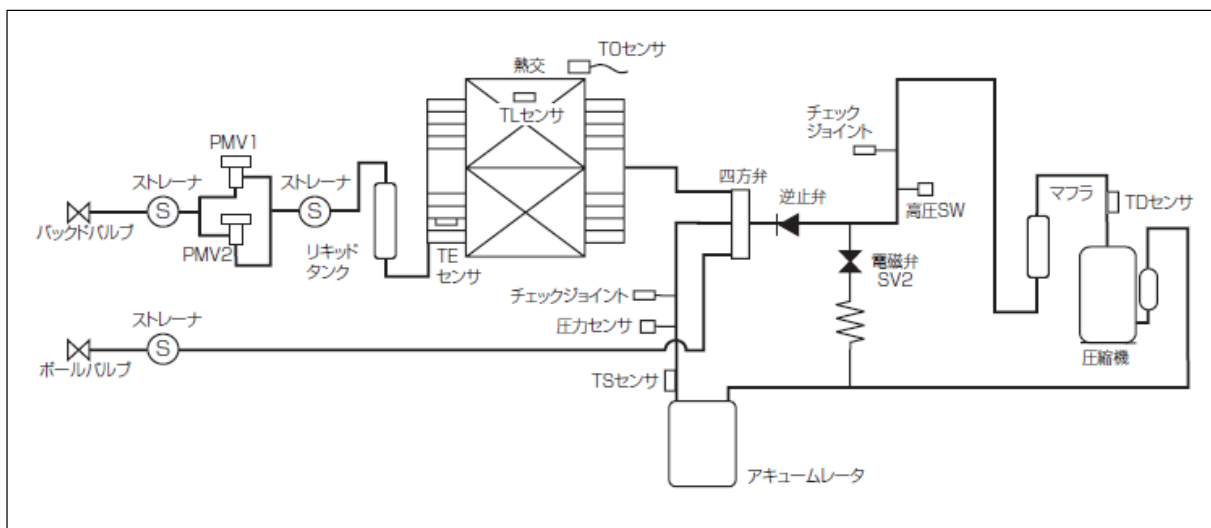 TOセンサ
熱交
TLセンサ
チェック
ジョイント
PMV1
ストレーナ
ストレーナ
四方弁
逆止弁
高圧SW
マフラ
TDセンサ
S
S
パックドバルブ
PMV2
リキッド
タンク
TE
センサ
電磁弁
SV2
チェックジョイント
圧力センサ
ストレーナ
S
ボールバルブ
圧縮機
TSセンサ
アキュームレータ